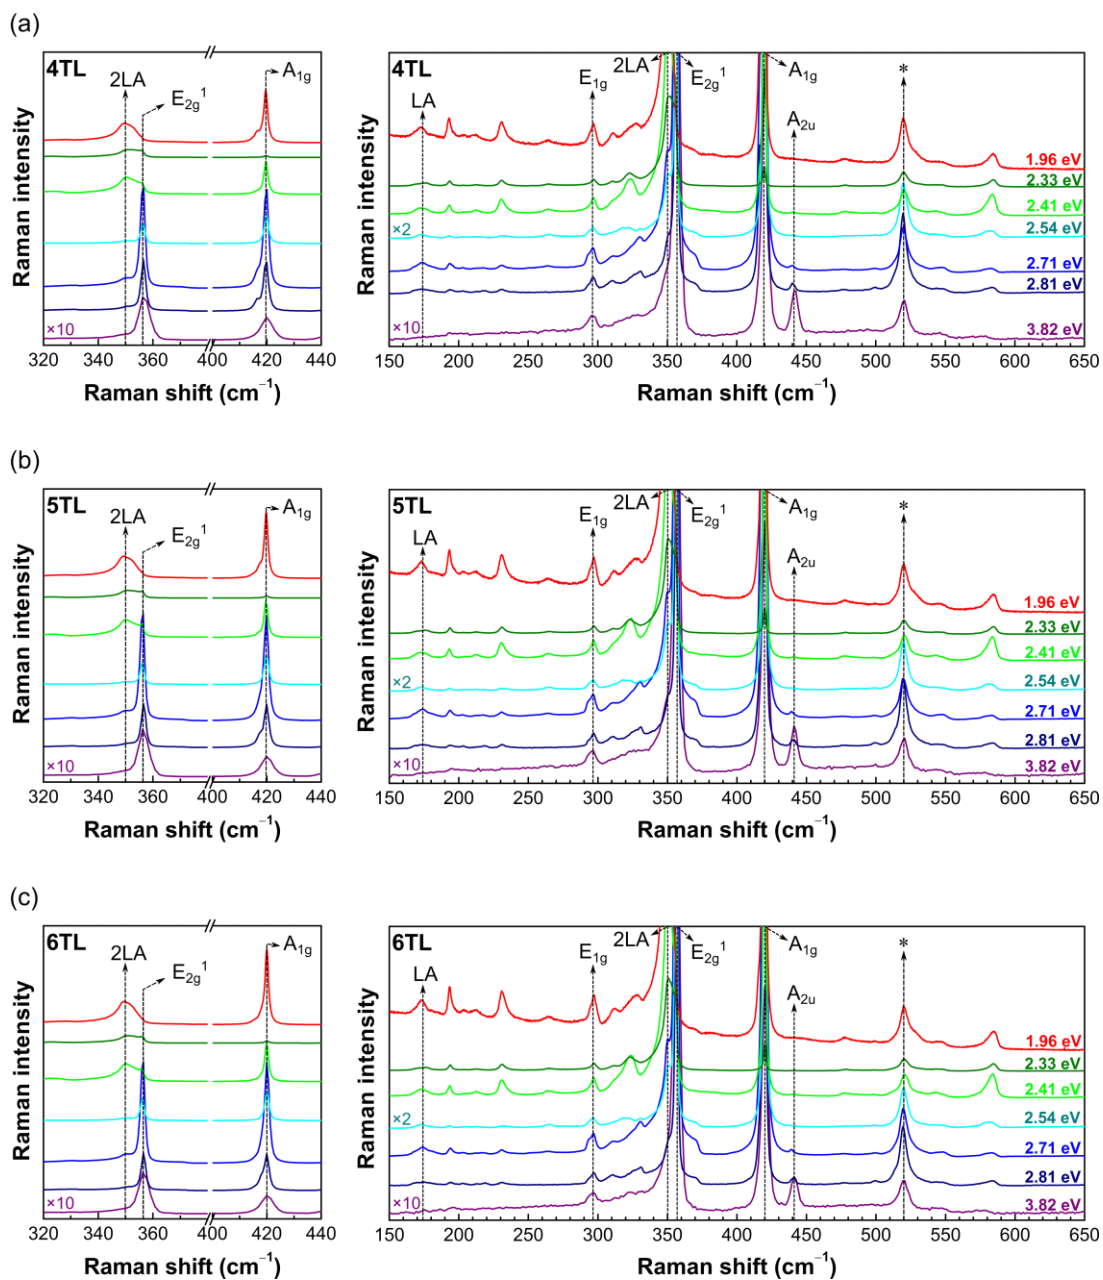 (a)
4TL
2LA
E2g1
A1g
×10
Raman intensity
320 360 400 400 420 440
Raman shift (cm−1)
4TL
LA
E1g
2LA
E2g1
A1g
A2u
*
1.96 eV
2.33 eV
2.41 eV
×2
2.54 eV
2.71 eV
2.81 eV
×10
3.82 eV
Raman intensity
150 200 250 300 350 400 450 500 550 600 650
Raman shift (cm−1)
(b)
5TL
2LA
E2g1
A1g
×10
Raman intensity
320 360 400 400 420 440
Raman shift (cm−1)
5TL
LA
E1g
2LA
E2g1
A1g
A2u
*
1.96 eV
2.33 eV
2.41 eV
×2
2.54 eV
2.71 eV
2.81 eV
×10
3.82 eV
Raman intensity
150 200 250 300 350 400 450 500 550 600 650
Raman shift (cm−1)
(c)
6TL
2LA
E2g1
A1g
×10
Raman intensity
320 360 400 400 420 440
Raman shift (cm−1)
6TL
LA
E1g
2LA
E2g1
A1g
A2u
*
1.96 eV
2.33 eV
2.41 eV
×2
2.54 eV
2.71 eV
2.81 eV
×10
3.82 eV
Raman intensity
150 200 250 300 350 400 450 500 550 600 650
Raman shift (cm−1)